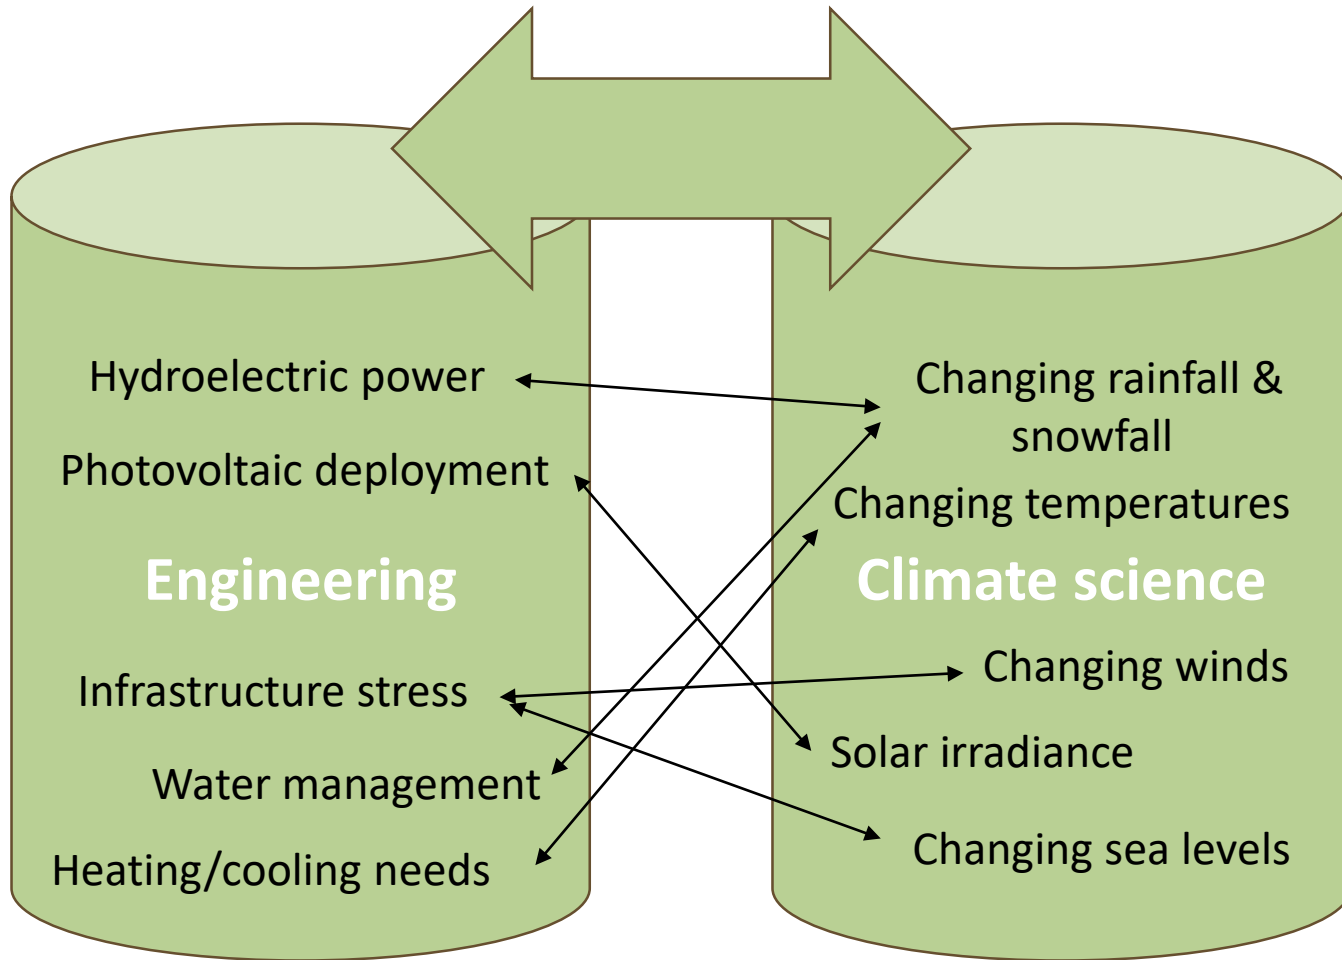 Hydroelectric power
Photovoltaic deployment
Engineering
Infrastructure stress
Water management
Heating/cooling needs
Changing rainfall &
snowfall
Changing temperatures
Climate science
Changing winds
Solar irradiance
Changing sea levels